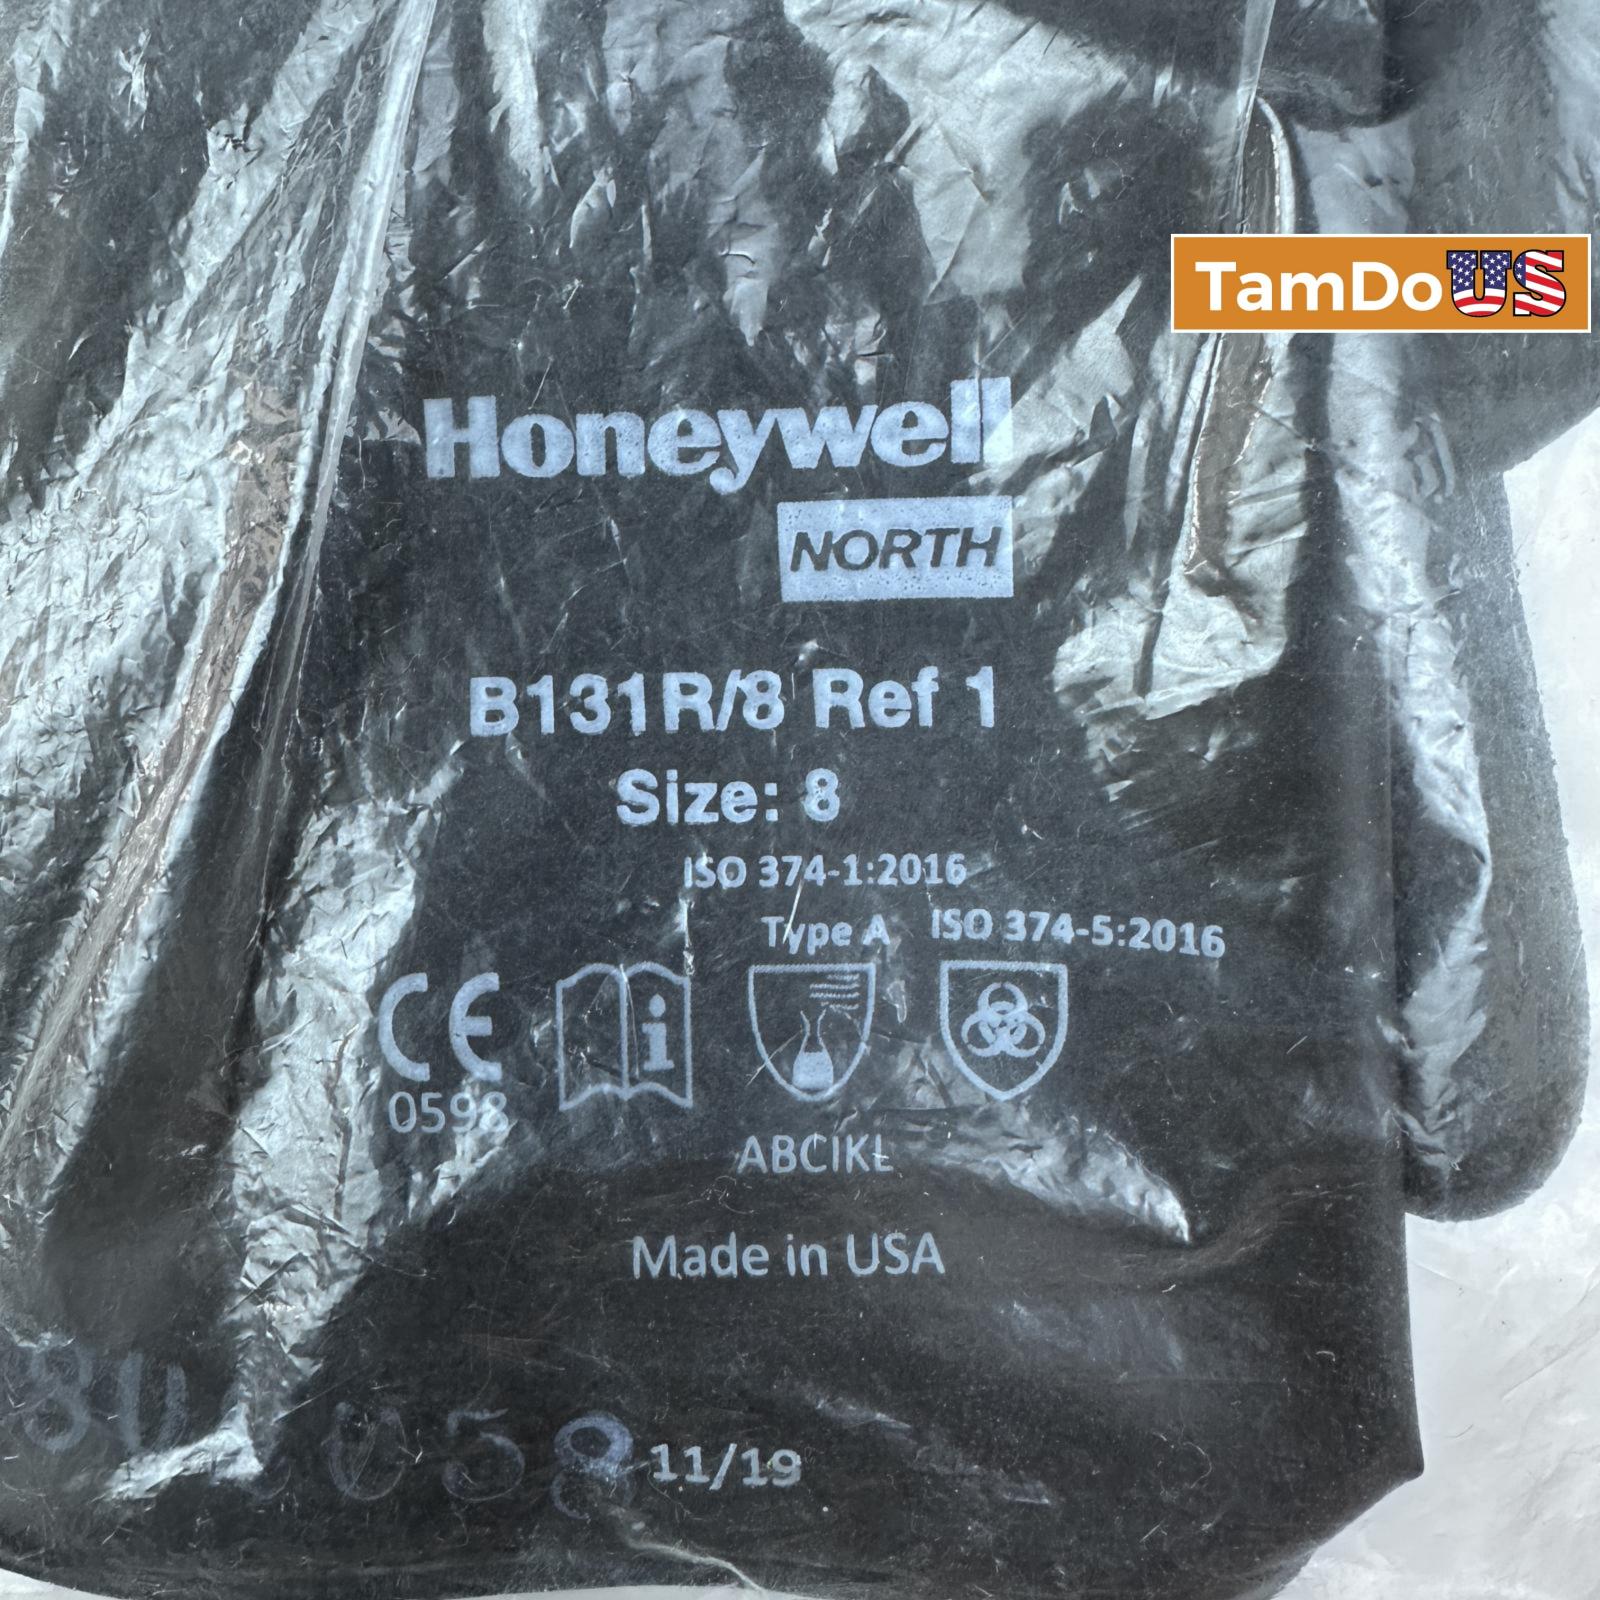 TamDoUS
Honeywell
NORTH
B131R/8 Ref 1
Size: 8
ISO 374-1:2016
Type A ISO 374-5:2016
CE
0598
i
ABCIKL
Made in USA
058 11/19